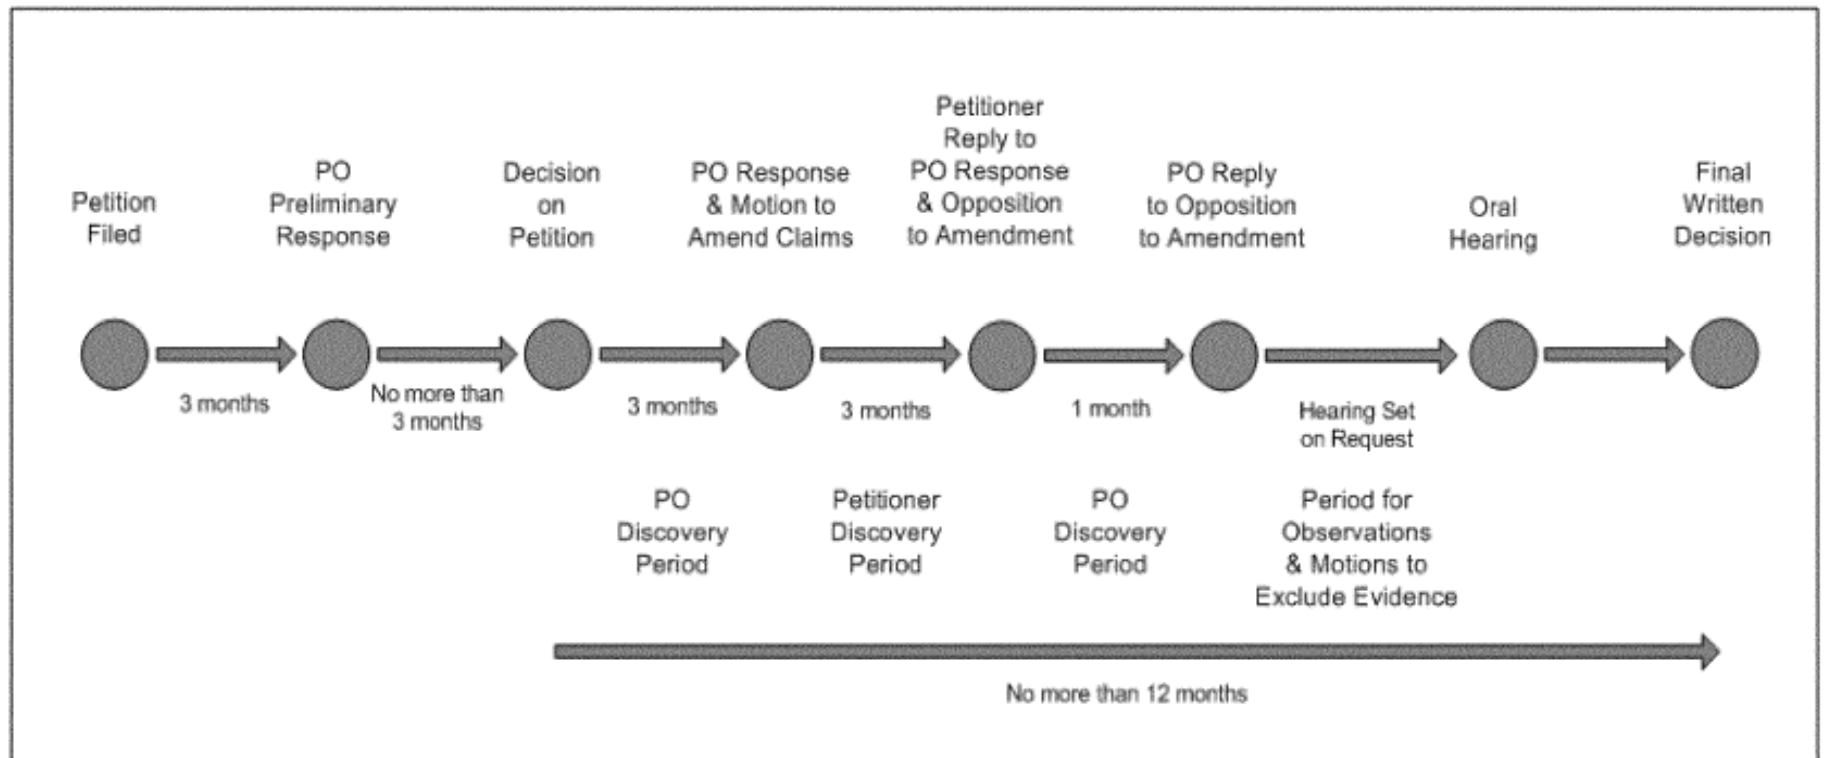 Petition
Filed
PO
Preliminary
Response
Decision
on
Petition
PO Response
& Motion to
Amend Claims
Petitioner
Reply to
PO Response
& Opposition
to Amendment
PO Reply
to Opposition
to Amendment
Oral
Hearing
Final
Written
Decision
3 months
No more than
3 months
3 months
3 months
1 month
Hearing Set
on Request
PO
Discovery
Period
Petitioner
Discovery
Period
PO
Discovery
Period
Period for
Observations
& Motions to
Exclude Evidence
No more than 12 months